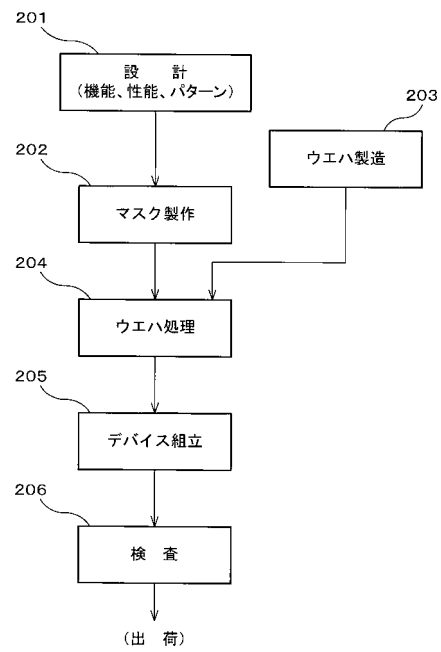 201
設 計
(機能、性能、パターン)
203
ウエハ製造
202
マスク製作
204
ウエハ処理
205
デバイス組立
206
検 査
(出 荷)